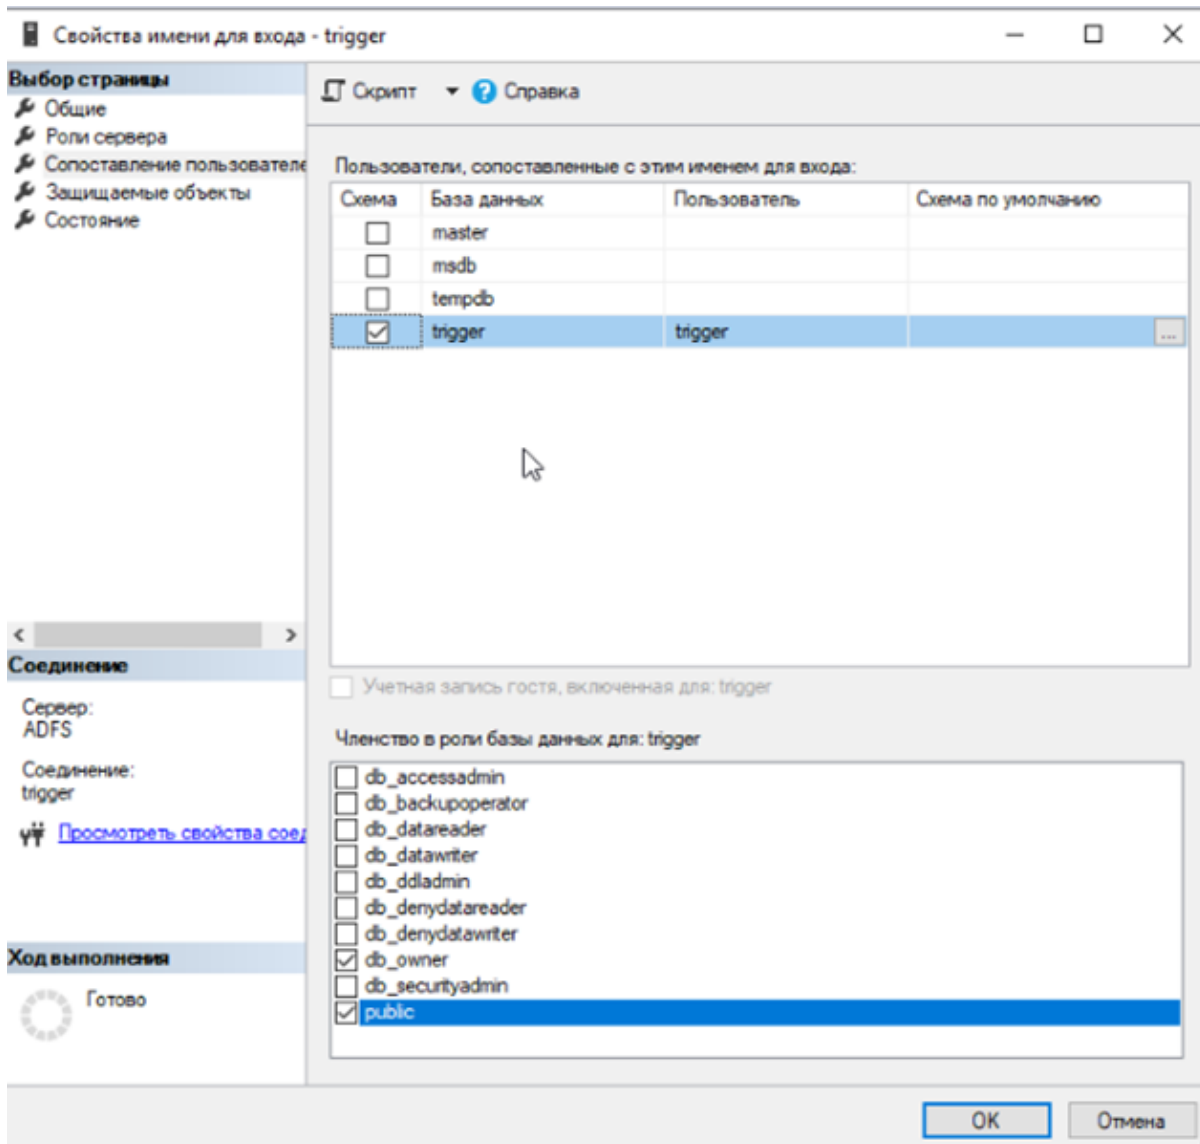 Свойства имени для входа - trigger
Выбор страницы
Общие
Роли сервера
Сопоставление пользователе
Защищаемые объекты
Состояние
Скрипт
Справка
Пользователи, сопоставленные с этим именем для входа:
Схема База данных Пользователь Схема по умолчанию
master
msdb
tempdb
trigger trigger ...
Учетная запись гостя, включенная для: trigger
Членство в роли базы данных для: trigger
db_accessadmin
db_backupoperator
db_datareader
db_datawriter
db_ddladmin
db_denydatareader
db_denydatawriter
db_owner
db_securityadmin
public
Соединение
Сервер:
ADFS
Соединение:
trigger
Просмотреть свойства соед
Ход выполнения
Готово
OK Отмена